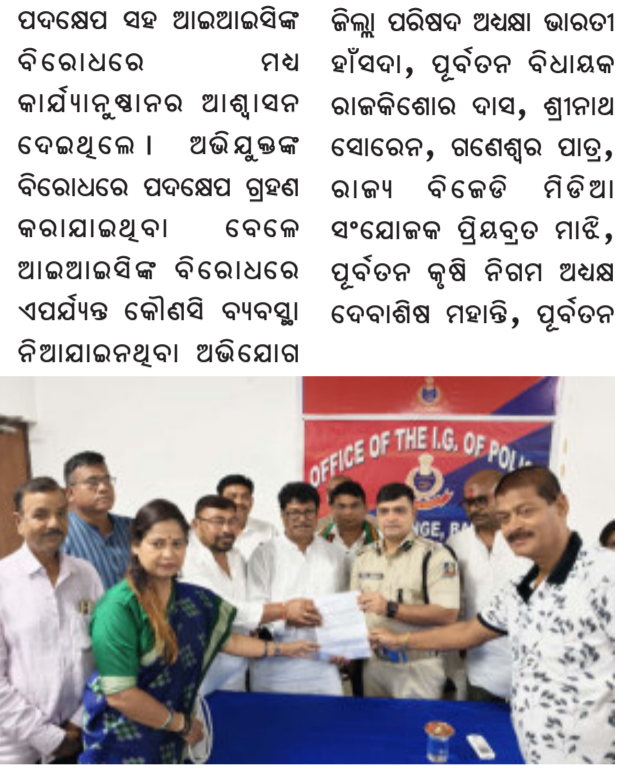 ପଦକ୍ଷେପ ସହ ଆଇଆଇସିଙ୍କ
ବିରୋଧରେ ମଧ୍ୟ
କାର୍ଯ୍ୟାନୁଷ୍ଠାନର ଆଶ୍ୱାସନ
ଦେଇଥିଲେ। ଅଭିଯୁକ୍ତଙ୍କ
ବିରୋଧରେ ପଦକ୍ଷେପ ଗ୍ରହଣ
କରାଯାଇଥିବା ବେଳେ
ଆଇଆଇସିଙ୍କ ବିରୋଧରେ
ଏପର୍ଯ୍ୟନ୍ତ କୌଣସି ବ୍ୟବସ୍ଥା
ନିଆଯାଇନଥିବା ଅଭିଯୋଗ
ଜିଲ୍ଲା ପରିଷଦ ଅଧ୍ୟକ୍ଷା ଭାରତୀ
ହାଁସଦା, ପୂର୍ବତନ ବିଧାୟକ
ରାଜକିଶୋର ଦାସ, ଶ୍ରୀନାଥ
ସୋରେନ, ଗଣେଶ୍ୱର ପାତ୍ର,
ରାଜ୍ୟ ବିଜେଡି ମିଡିଆ
ସଂଯୋଜକ ପ୍ରିୟବ୍ରତ ମାଝି,
ପୂର୍ବତନ କୃଷି ନିଗମ ଅଧ୍ୟକ୍ଷ
ଦେବାଶିଷ ମହାନ୍ତି, ପୂର୍ବତନ
OFFICE OF THE I.G. OF